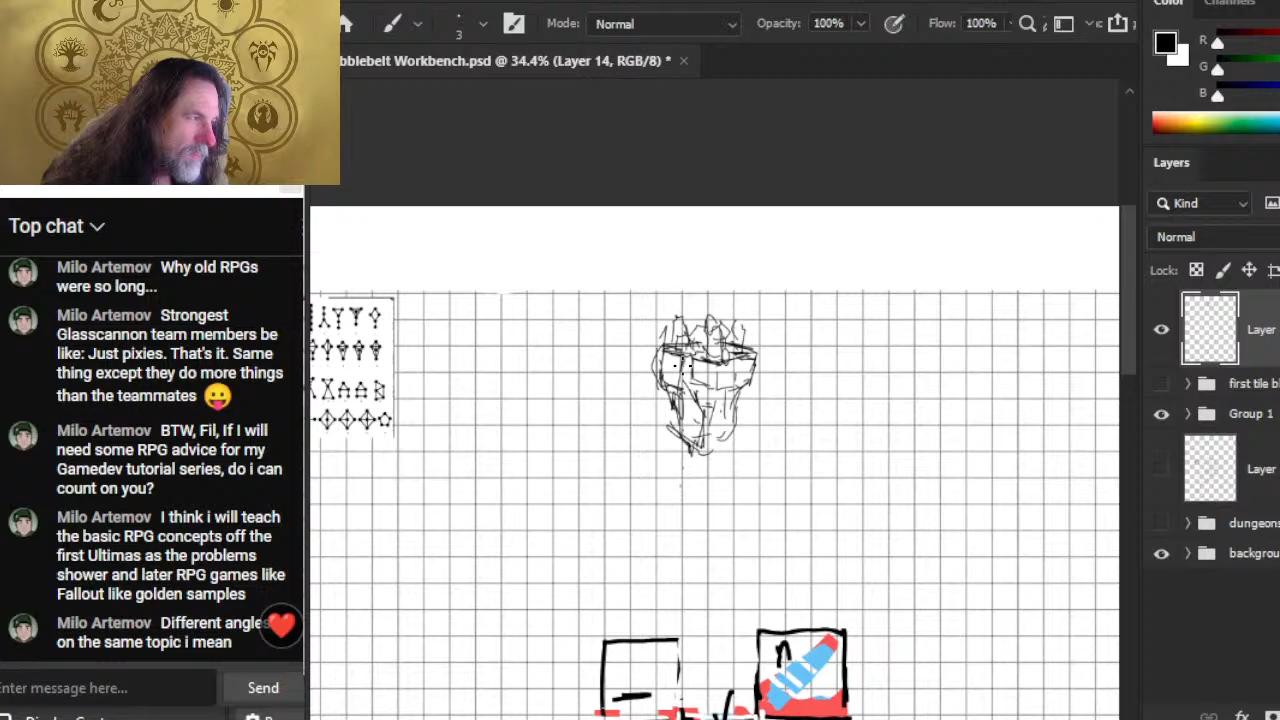 3
Mode: Normal
Opacity: 100%
Flow: 100%
Color
Channels
bblebelt Workbench.psd @ 34.4% (Layer 14, RGB/8) *
R
G
B
Layers
Kind
Normal
Lock:
Layer
first tile bl
Group 1
Layer
dungeons
backgrou
fx
Top chat
Milo Artemov Why old RPGs
were so long...
Milo Artemov Strongest
Glasscannon team members be
like: Just pixies. That's it. Same
thing except they do more things
than the teammates
Milo Artemov BTW, Fil, If I will
need some RPG advice for my
Gamedev tutorial series, do i can
count on you?
Milo Artemov I think i will teach
the basic RPG concepts off the
first Ultimas as the problems
shower and later RPG games like
Fallout like golden samples
Milo Artemov Different angles
on the same topic i mean
Enter message here...
Send
n